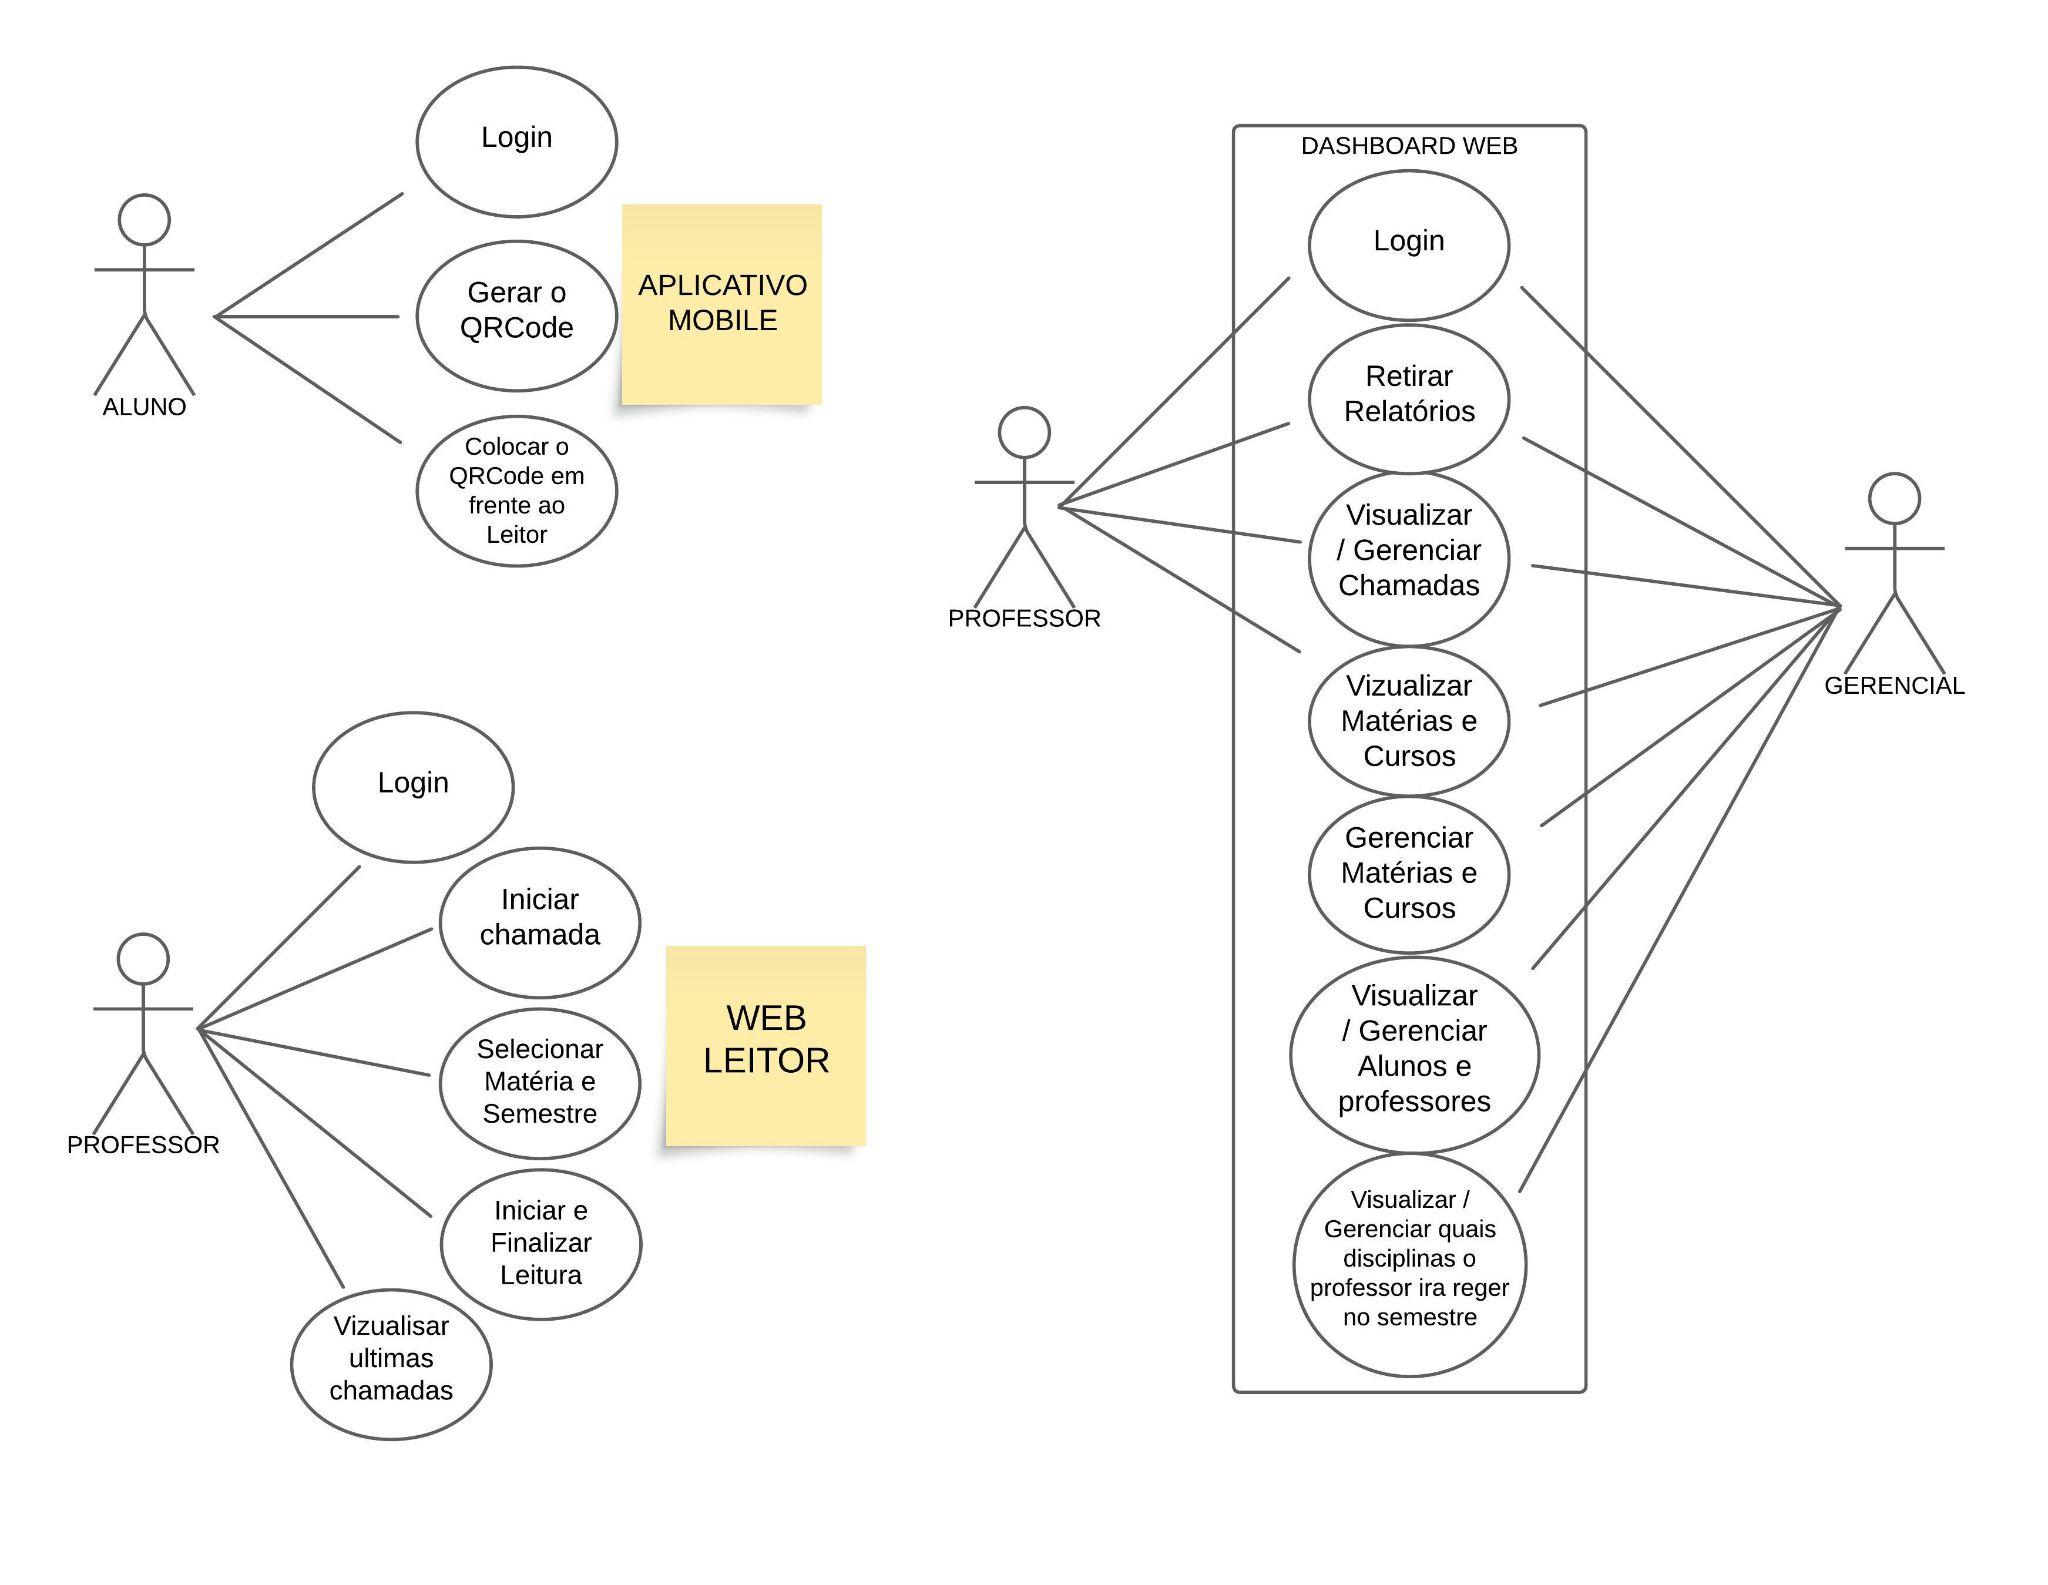 Login
Gerar o
QRCode
Colocar o
QRCode em
frente ao
Leitor
APLICATIVO
MOBILE
ALUNO
Login
Iniciar
chamada
Selecionar
Matéria e
Semestre
Iniciar e
Finalizar
Leitura
Vizualisar
ultimas
chamadas
WEB
LEITOR
PROFESSOR
DASHBOARD WEB
Login
Retirar
Relatórios
Visualizar
/ Gerenciar
Chamadas
Vizualizar
Matérias e
Cursos
Gerenciar
Matérias e
Cursos
Visualizar
/ Gerenciar
Alunos e
professores
Visualizar /
Gerenciar quais
disciplinas o
professor ira reger
no semestre
PROFESSOR
GERENCIAL